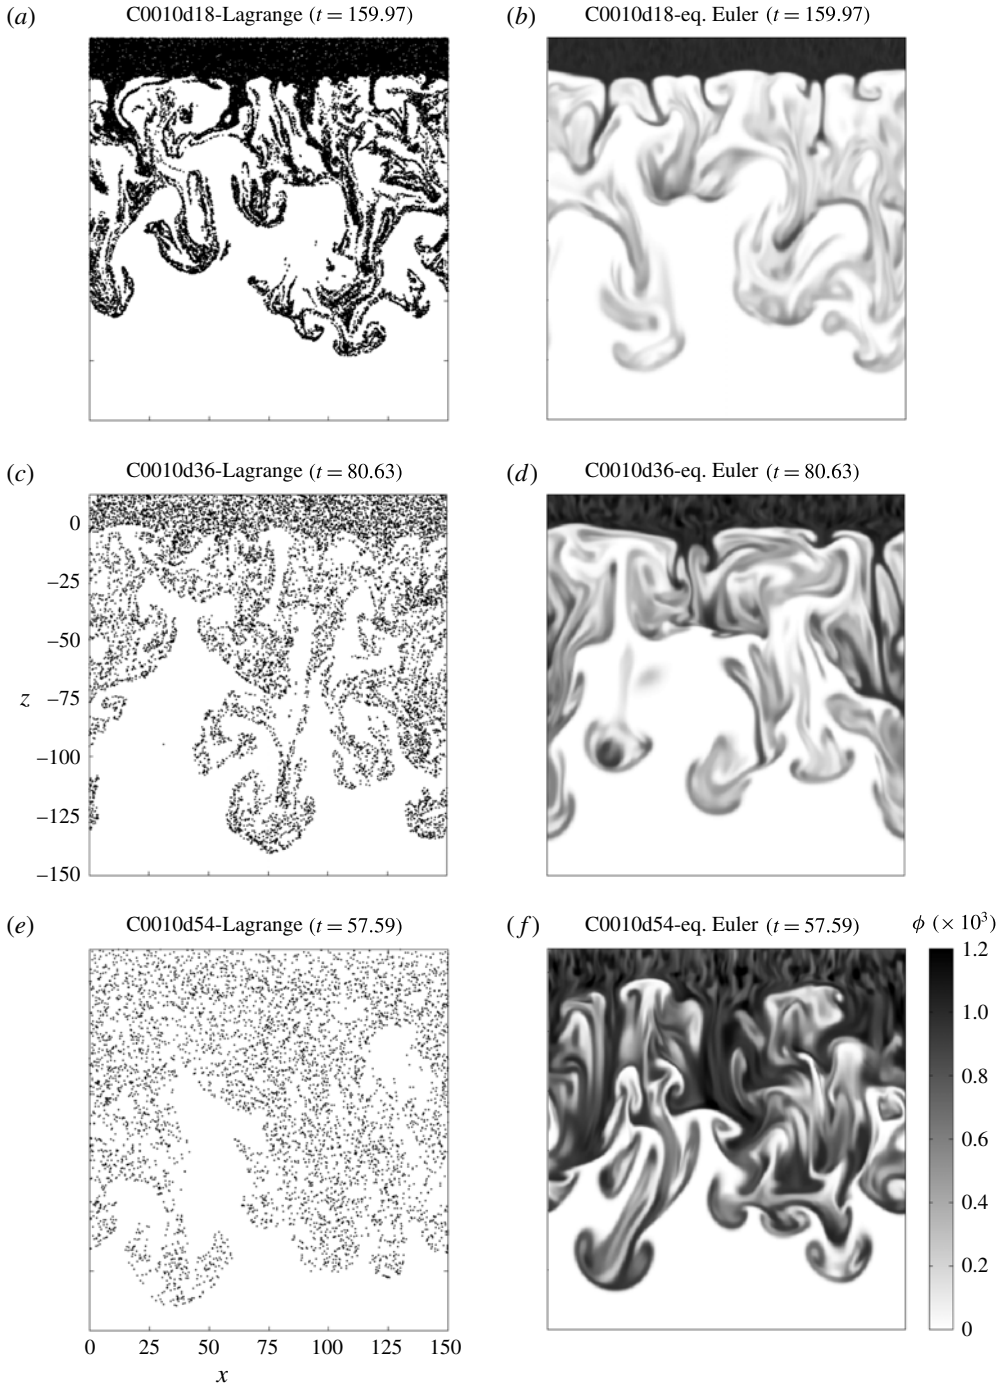 (a) C0010d18-Lagrange (t = 159.97)
(b) C0010d18-eq. Euler (t = 159.97)
(c) C0010d36-Lagrange (t = 80.63)
(d) C0010d36-eq. Euler (t = 80.63)
0
–25
–50
z –75
–100
–125
–150
(e) C0010d54-Lagrange (t = 57.59)
(f) C0010d54-eq. Euler (t = 57.59)
ϕ (× 10³)
1.2
1.0
0.8
0.6
0.4
0.2
0
0 25 50 75 100 125 150
x